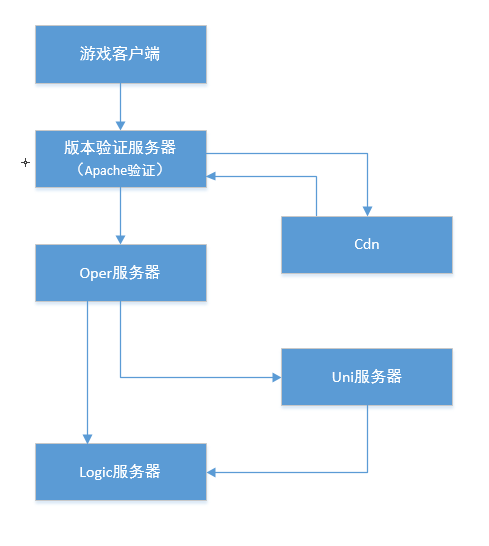 游戏客户端
版本验证服务器
（Apache验证）
Cdn
Oper服务器
Uni服务器
Logic服务器